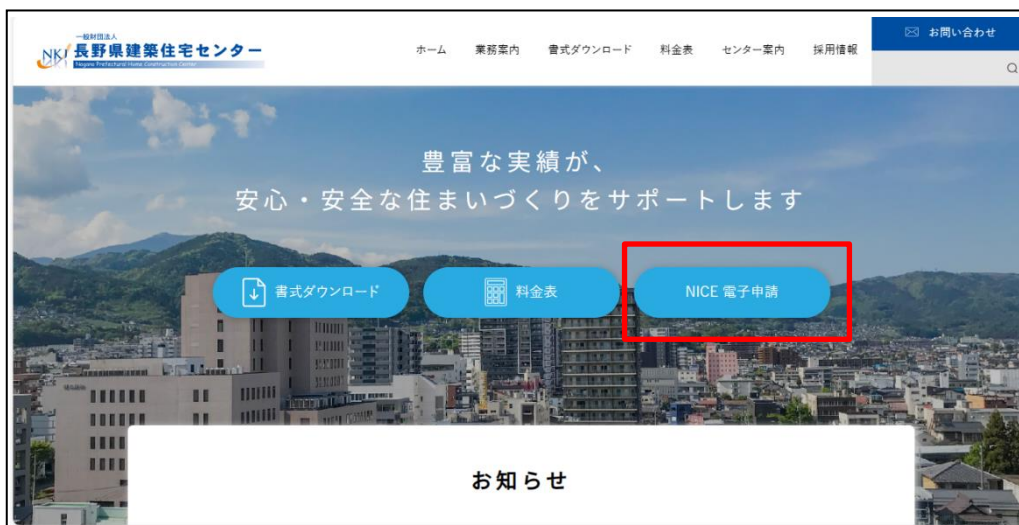 一般財団法人
NKJ 長野県建築住宅センター
Nagano Prefectural Home Construction Center
ホーム 業務案内 書式ダウンロード 料金表 センター案内 採用情報
お問い合わせ
豊富な実績が、
安心・安全な住まいづくりをサポートします
書式ダウンロード
料金表
NICE 電子申請
お知らせ